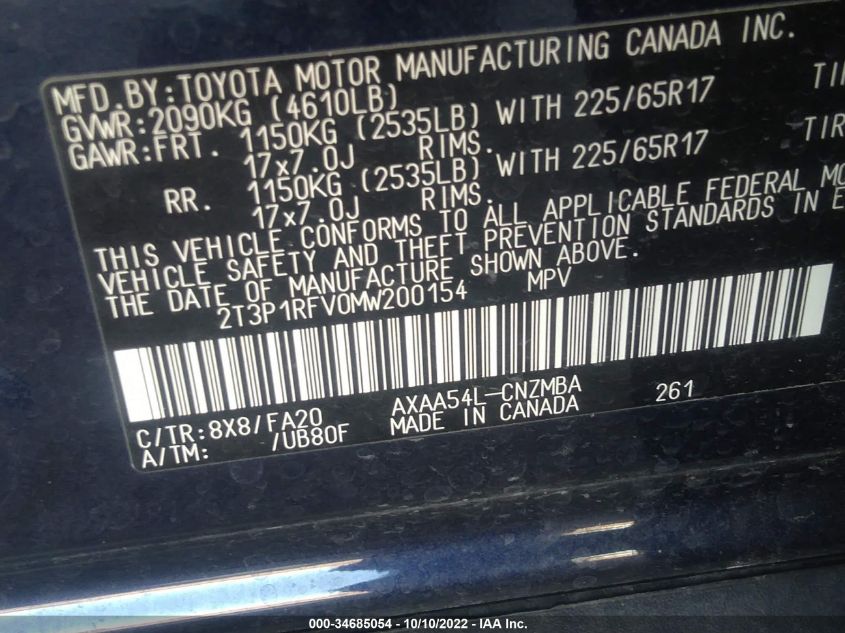 MFD.BY:TOYOTA MOTOR MANUFACTURING CANADA INC.
GVWR:2090KG (4610LB)
GAWR:FRT. 1150KG (2535LB) WITH 225/65R17 TIR
17x7.0J RIMS.
RR. 1150KG (2535LB) WITH 225/65R17 TIR
17x7.0J RIMS.
THIS VEHICLE CONFORMS TO ALL APPLICABLE FEDERAL MO
VEHICLE SAFETY AND THEFT PREVENTION STANDARDS IN E
THE DATE OF MANUFACTURE SHOWN ABOVE.
2T3P1RFV0MW200154 MPV
C/TR:8X8/FA20 AXAA54L-CNZMBA 261
A/TM: /UB80F MADE IN CANADA
000-34685054 - 10/10/2022 - IAA Inc.